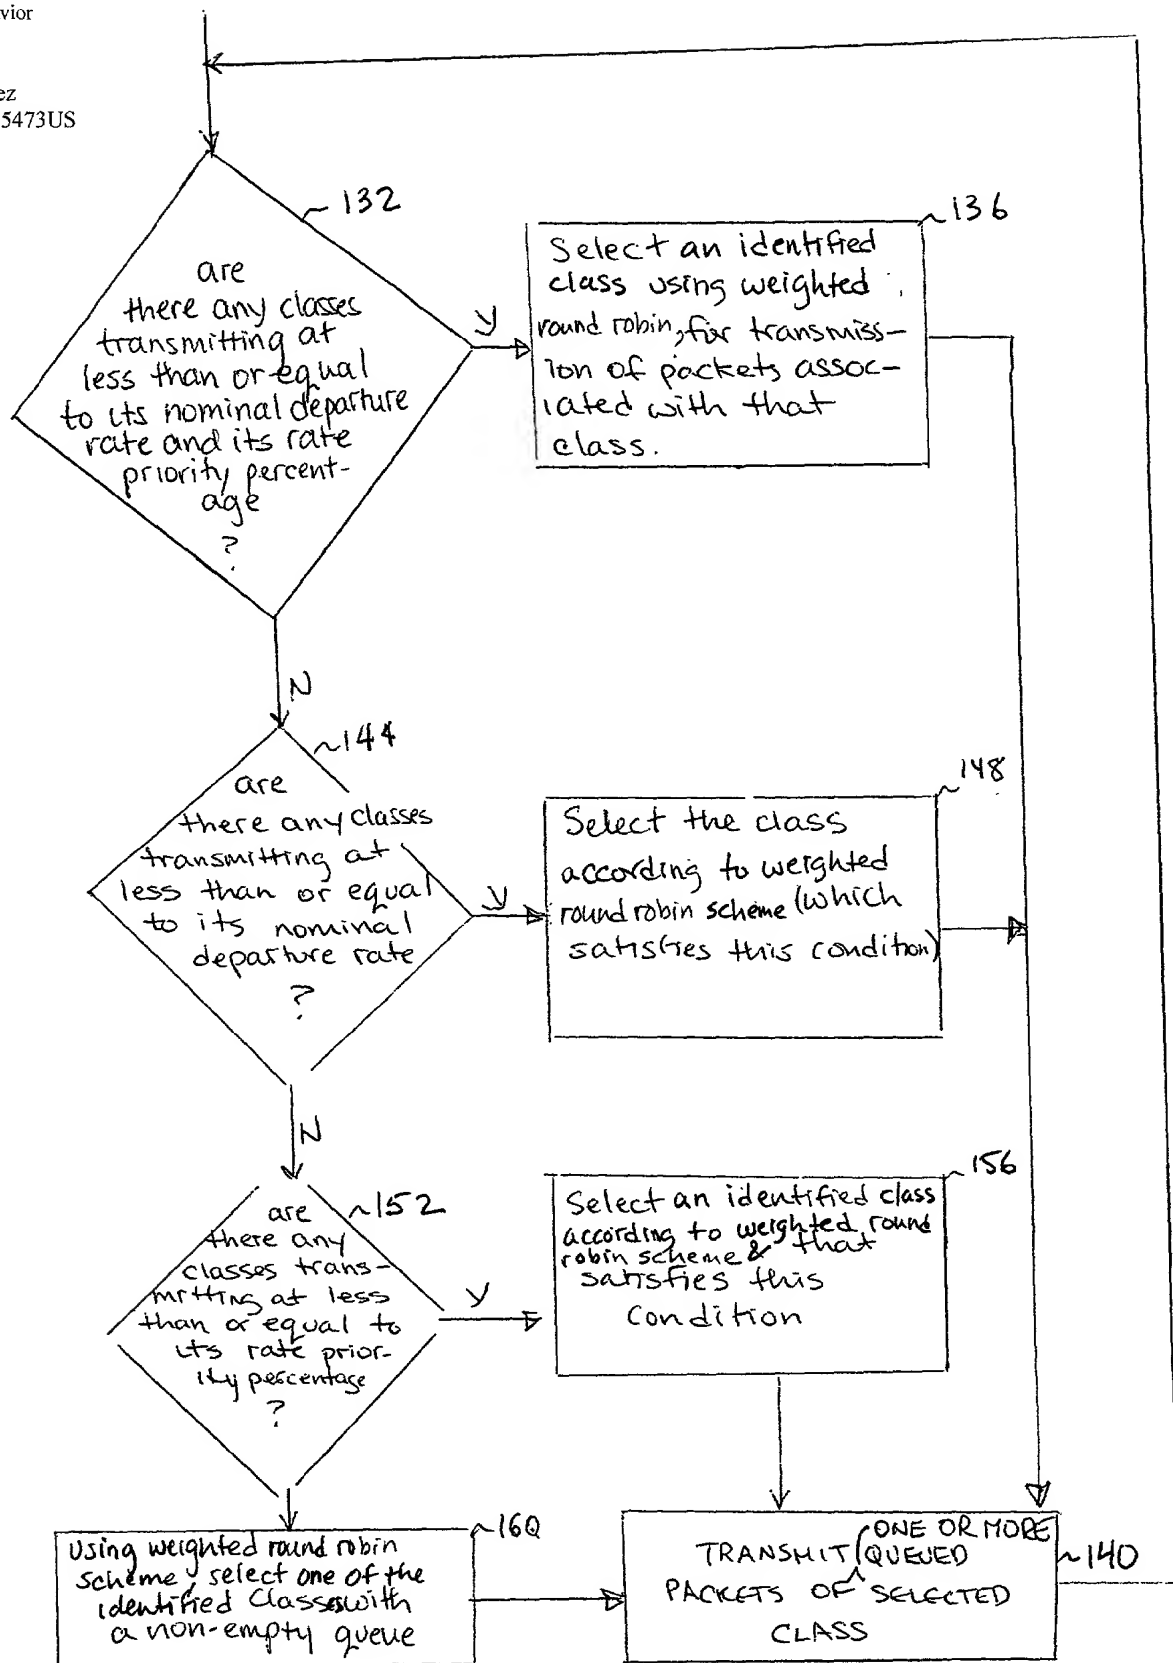 vior
ez
5473US
~ 132
are
there any classes
transmitting at
less than or equal
to its nominal departure
rate and its rate
priority percent-
age
?
Y
~136
Select an identified
class using weighted
round robin, for transmiss-
ion of packets assoc-
iated with that
class.
N
~144
are
there any classes
transmitting at
less than or equal
to its nominal
departure rate
?
Y
~148
Select the class
according to weighted
round robin scheme (which
satisfies this condition)
N
~152
are
there any
classes trans-
mitting at less
than or equal to
its rate prior-
ity percentage
?
Y
~156
Select an identified class
according to weighted round
robin scheme & that
satisfies this
condition
~160
Using weighted round robin
scheme, select one of the
identified Classes with
a non-empty queue
ONE OR MORE
TRANSMIT QUEUED
PACKETS OF SELECTED
CLASS
~140